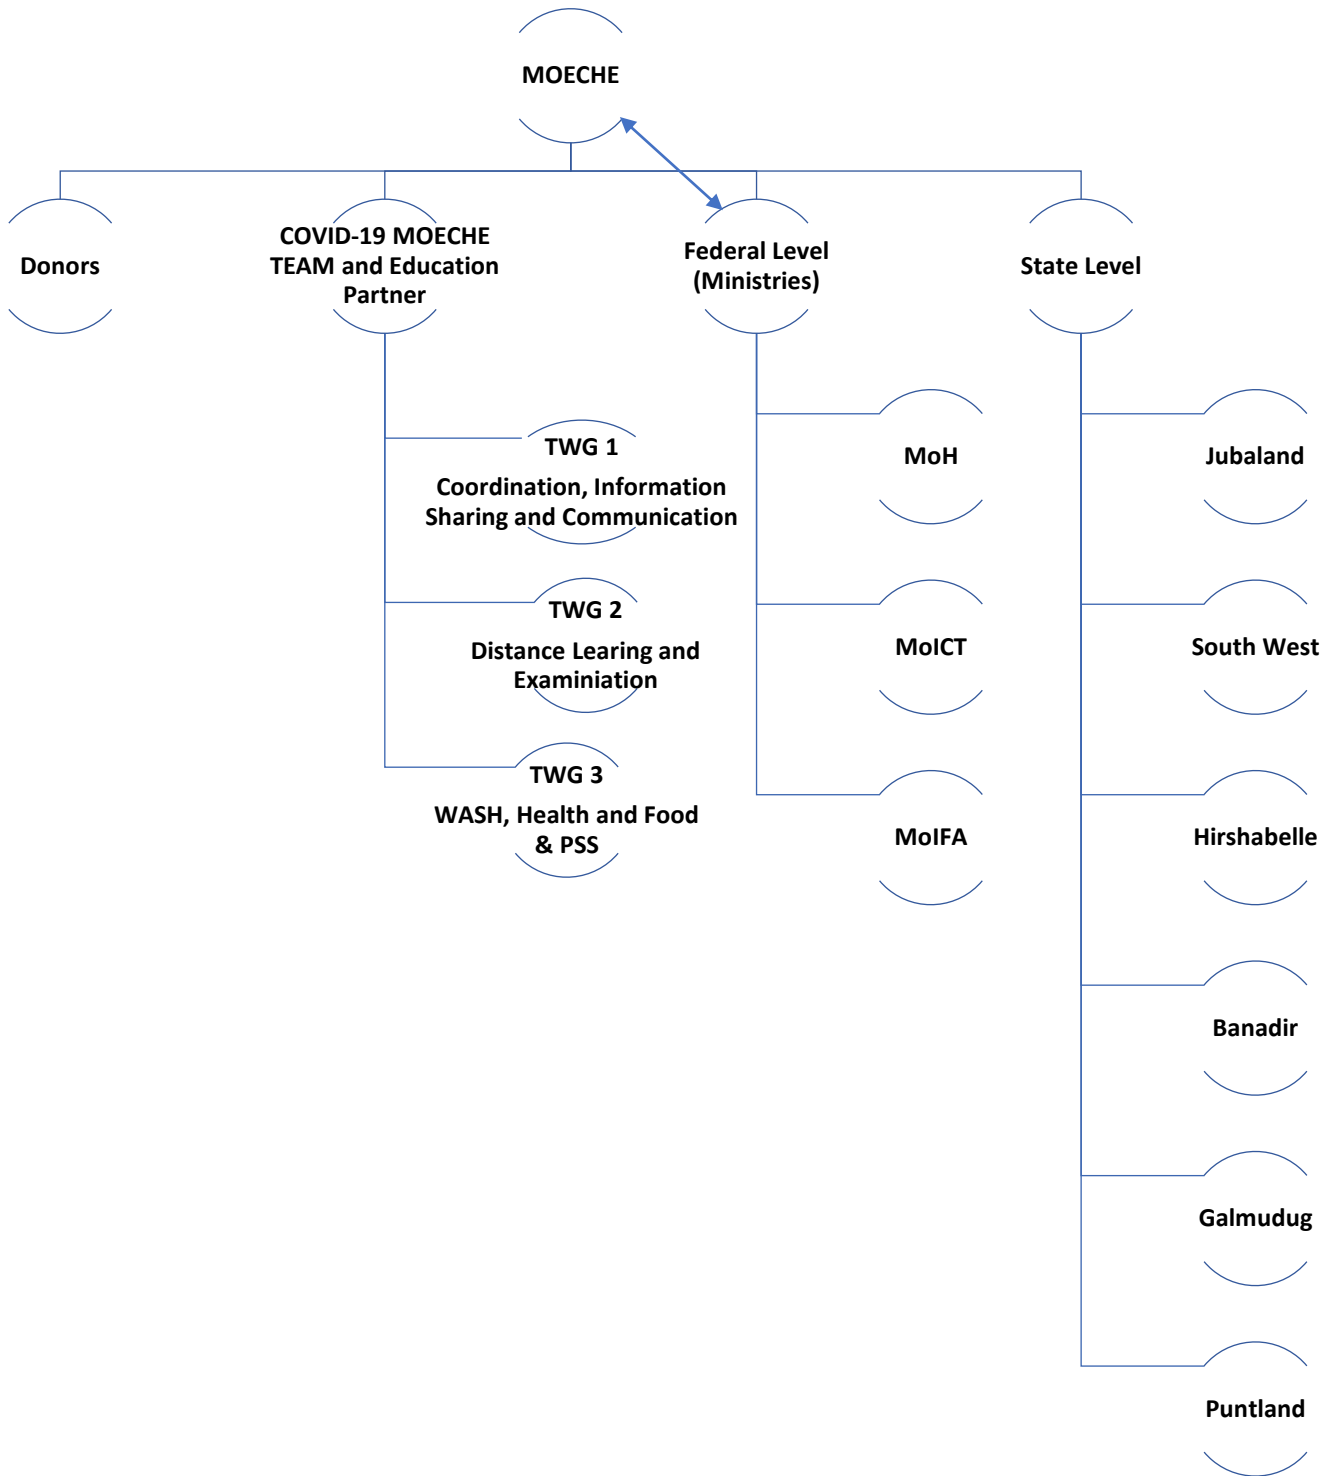 MOECHE
Donors
COVID-19 MOECHE
TEAM and Education
Partner
TWG 1
Coordination, Information
Sharing and Communication
TWG 2
Distance Learing and
Examiniation
TWG 3
WASH, Health and Food
& PSS
Federal Level
(Ministries)
MoH
MoICT
MoIFA
State Level
Jubaland
South West
Hirshabelle
Banadir
Galmudug
Puntland